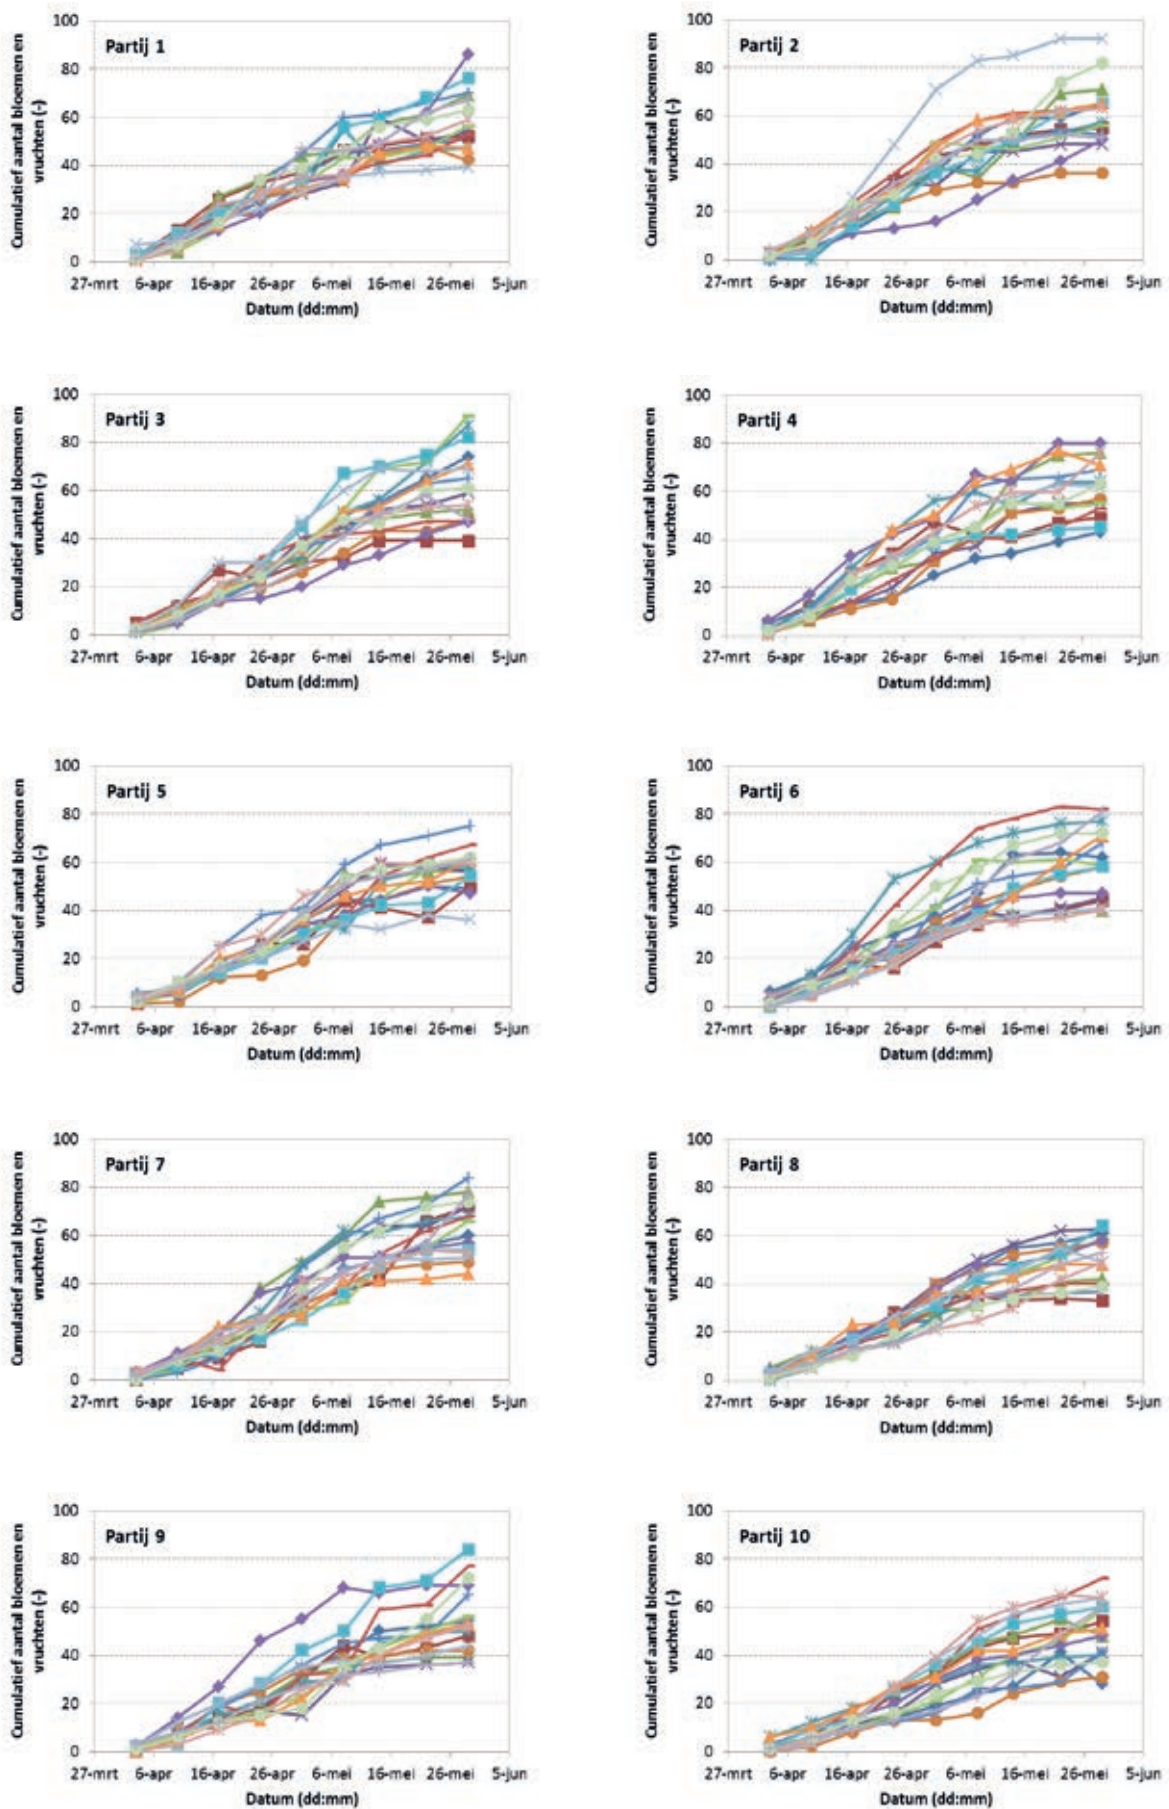 Partij 1
Cumulatief aantal bloemen en
vruchten (-)
100
80
60
40
20
0
27-mrt 6-apr 16-apr 26-apr 6-mei 16-mei 26-mei 5-jun
Datum (dd:mm)
Partij 2
Cumulatief aantal bloemen en
vruchten (-)
100
80
60
40
20
0
27-mrt 6-apr 16-apr 26-apr 6-mei 16-mei 26-mei 5-jun
Datum (dd:mm)
Partij 3
Cumulatief aantal bloemen en
vruchten (-)
100
80
60
40
20
0
27-mrt 6-apr 16-apr 26-apr 6-mei 16-mei 26-mei 5-jun
Datum (dd:mm)
Partij 4
Cumulatief aantal bloemen en
vruchten (-)
100
80
60
40
20
0
27-mrt 6-apr 16-apr 26-apr 6-mei 16-mei 26-mei 5-jun
Datum (dd:mm)
Partij 5
Cumulatief aantal bloemen en
vruchten (-)
100
80
60
40
20
0
27-mrt 6-apr 16-apr 26-apr 6-mei 16-mei 26-mei 5-jun
Datum (dd:mm)
Partij 6
Cumulatief aantal bloemen en
vruchten (-)
100
80
60
40
20
0
27-mrt 6-apr 16-apr 26-apr 6-mei 16-mei 26-mei 5-jun
Datum (dd:mm)
Partij 7
Cumulatief aantal bloemen en
vruchten (-)
100
80
60
40
20
0
27-mrt 6-apr 16-apr 26-apr 6-mei 16-mei 26-mei 5-jun
Datum (dd:mm)
Partij 8
Cumulatief aantal bloemen en
vruchten (-)
100
80
60
40
20
0
27-mrt 6-apr 16-apr 26-apr 6-mei 16-mei 26-mei 5-jun
Datum (dd:mm)
Partij 9
Cumulatief aantal bloemen en
vruchten (-)
100
80
60
40
20
0
27-mrt 6-apr 16-apr 26-apr 6-mei 16-mei 26-mei 5-jun
Datum (dd:mm)
Partij 10
Cumulatief aantal bloemen en
vruchten (-)
100
80
60
40
20
0
27-mrt 6-apr 16-apr 26-apr 6-mei 16-mei 26-mei 5-jun
Datum (dd:mm)